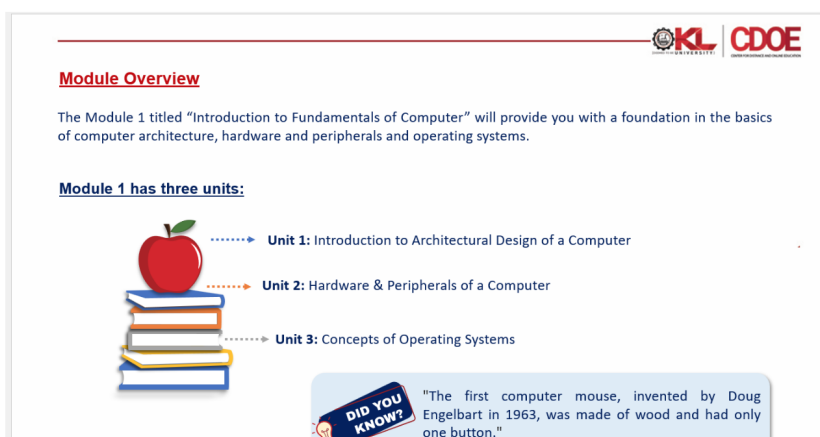 KL
UNIVERSITY
CDOE
CENTER FOR DISTANCE AND ONLINE EDUCATION
Module Overview
The Module 1 titled “Introduction to Fundamentals of Computer” will provide you with a foundation in the basics
of computer architecture, hardware and peripherals and operating systems.
Module 1 has three units:
Unit 1: Introduction to Architectural Design of a Computer
Unit 2: Hardware & Peripherals of a Computer
Unit 3: Concepts of Operating Systems
DID YOU
KNOW?
"The first computer mouse, invented by Doug
Engelbart in 1963, was made of wood and had only
one button."